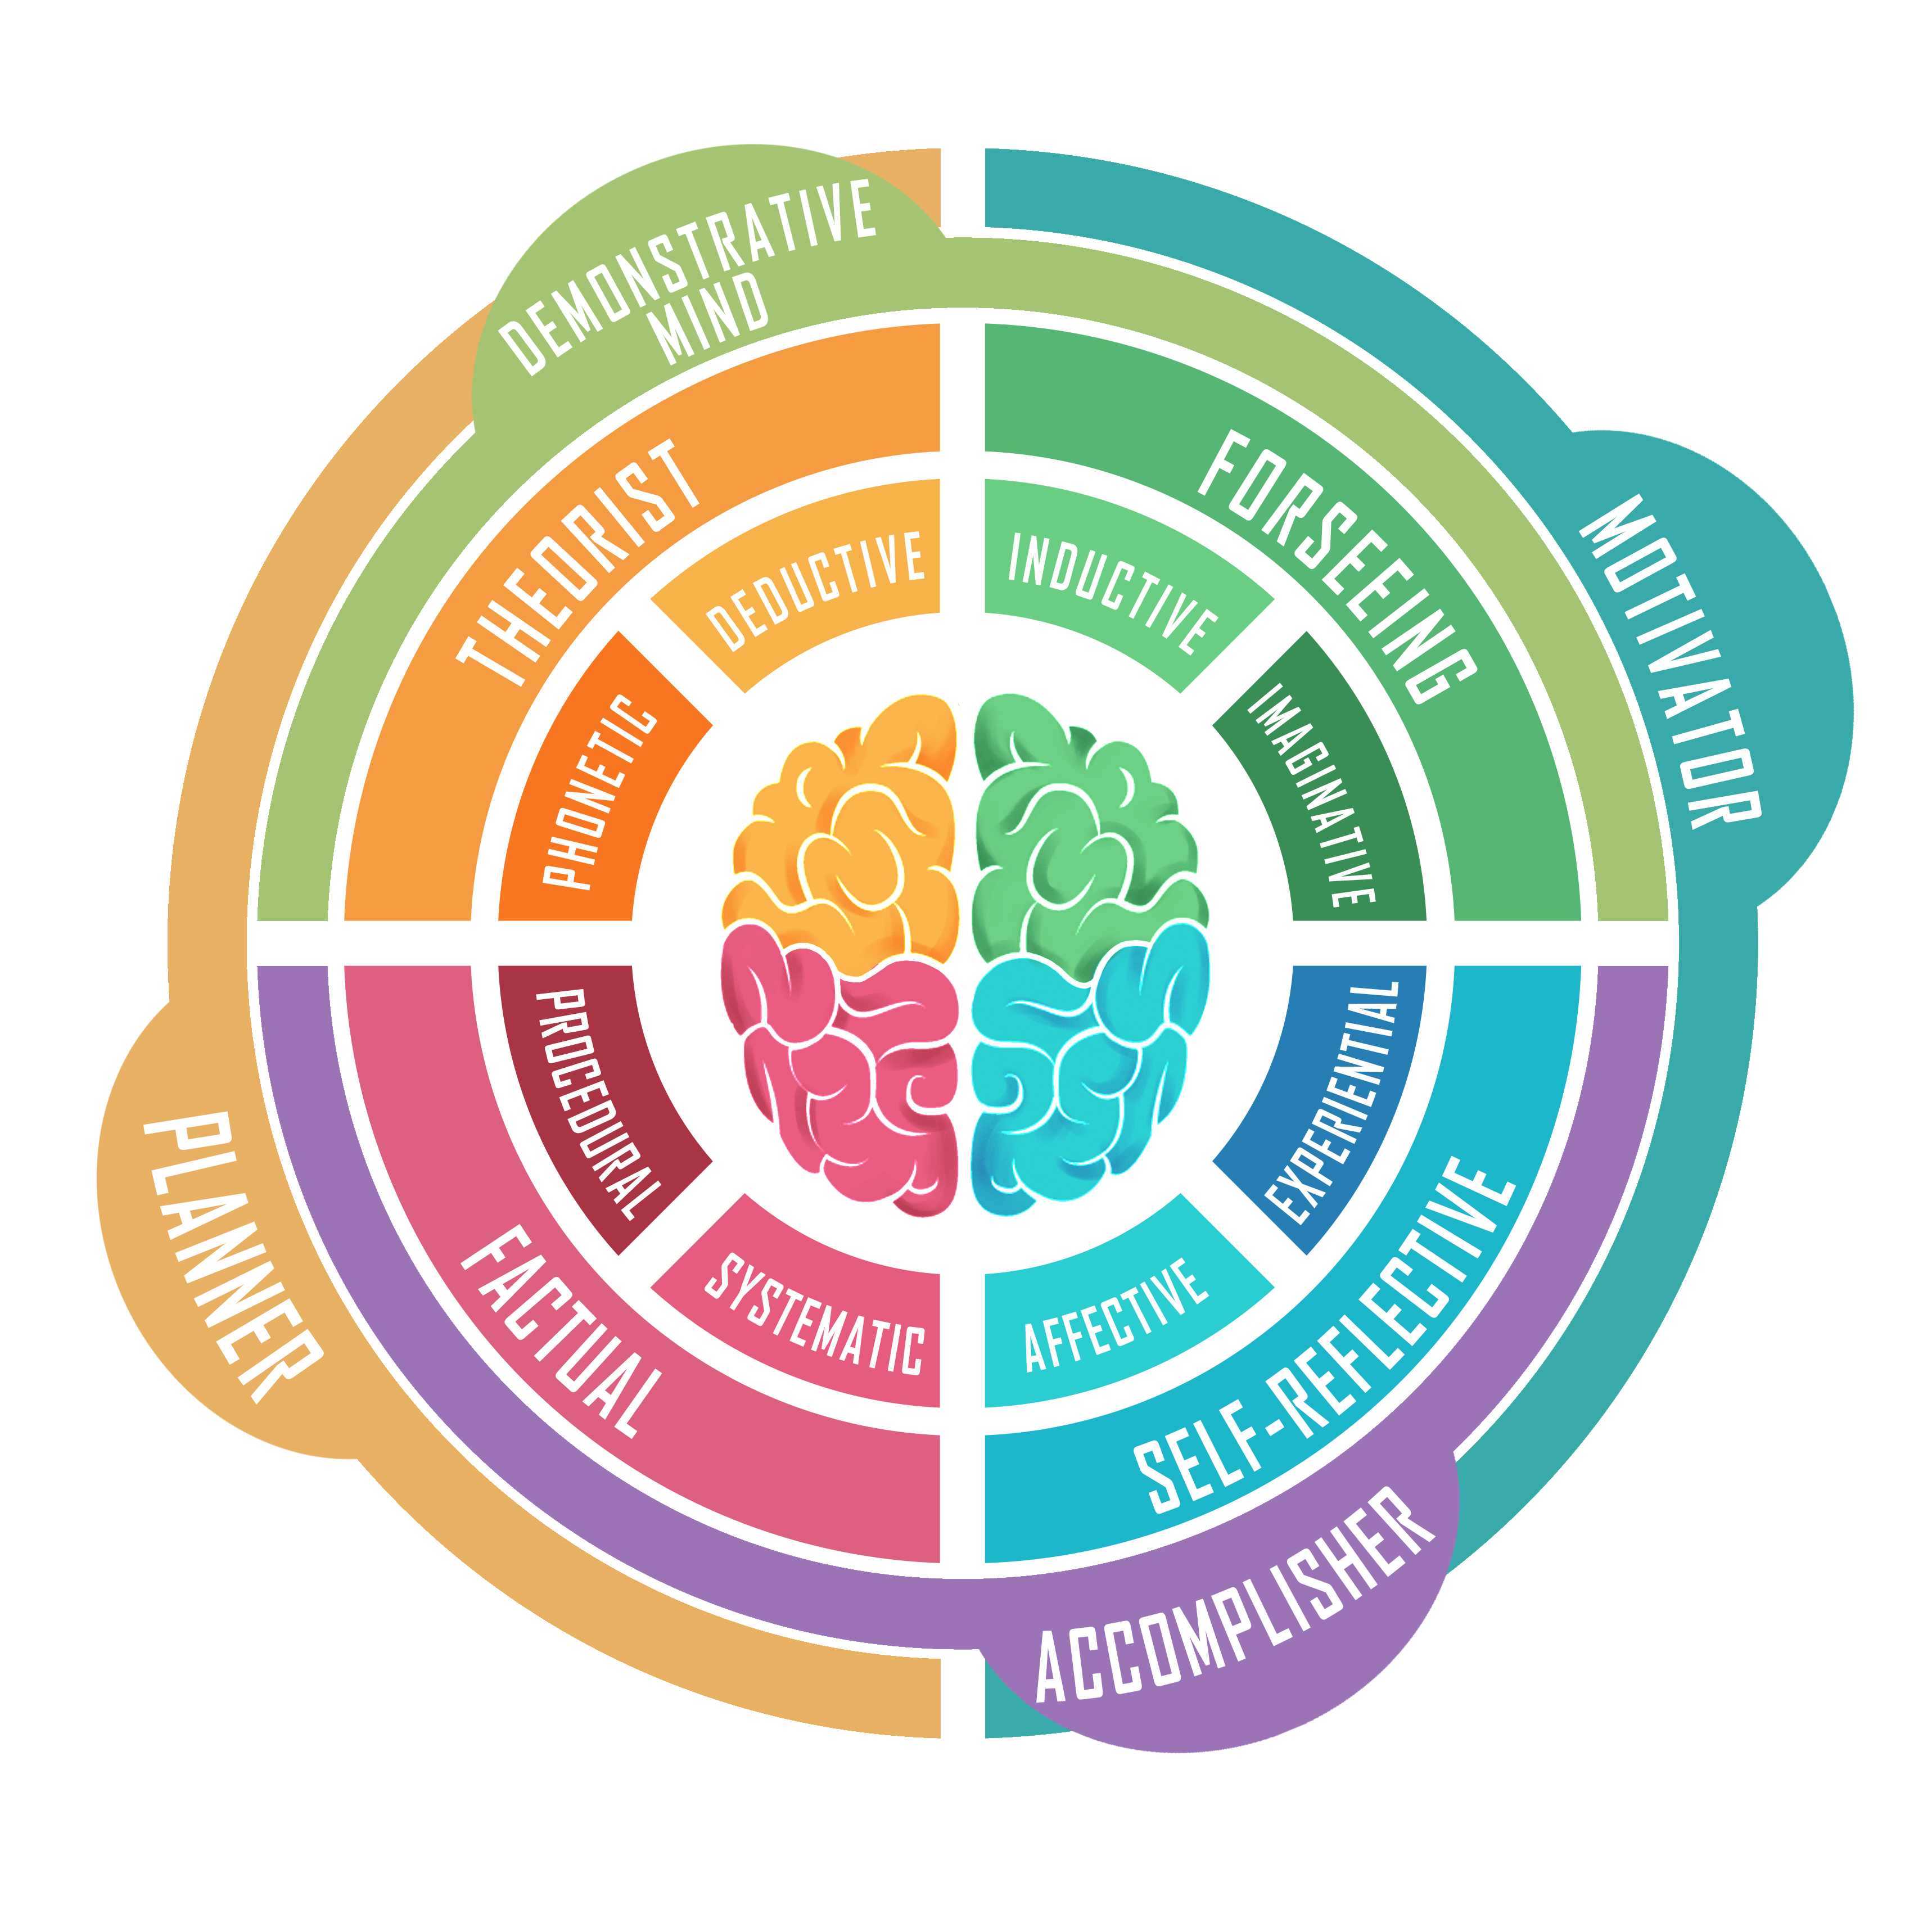 DEMONSTRATIVE
MIND
MOTIVATOR
THEORIST
FORSEEING
DEDUCTIVE
INDUCTIVE
PHONETIC
IMAGINATIVE
PROCEDURAL
EXPERIENTIAL
SYSTEMATIC
AFFECTIVE
FACTUAL
SELF-REFLECTIVE
PLANNER
ACCOMPLISHER